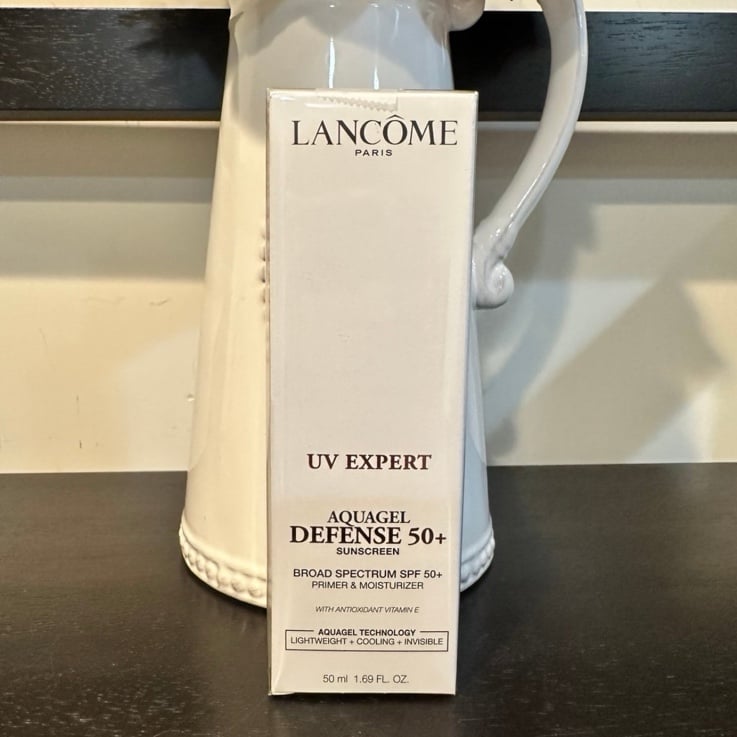 LANCÔME
PARIS
UV EXPERT
AQUAGEL
DEFENSE 50+
SUNSCREEN
BROAD SPECTRUM SPF 50+
PRIMER & MOISTURIZER
WITH ANTIOXIDANT VITAMIN E
AQUAGEL TECHNOLOGY
LIGHTWEIGHT + COOLING + INVISIBLE
50 ml 1.69 FL. OZ.